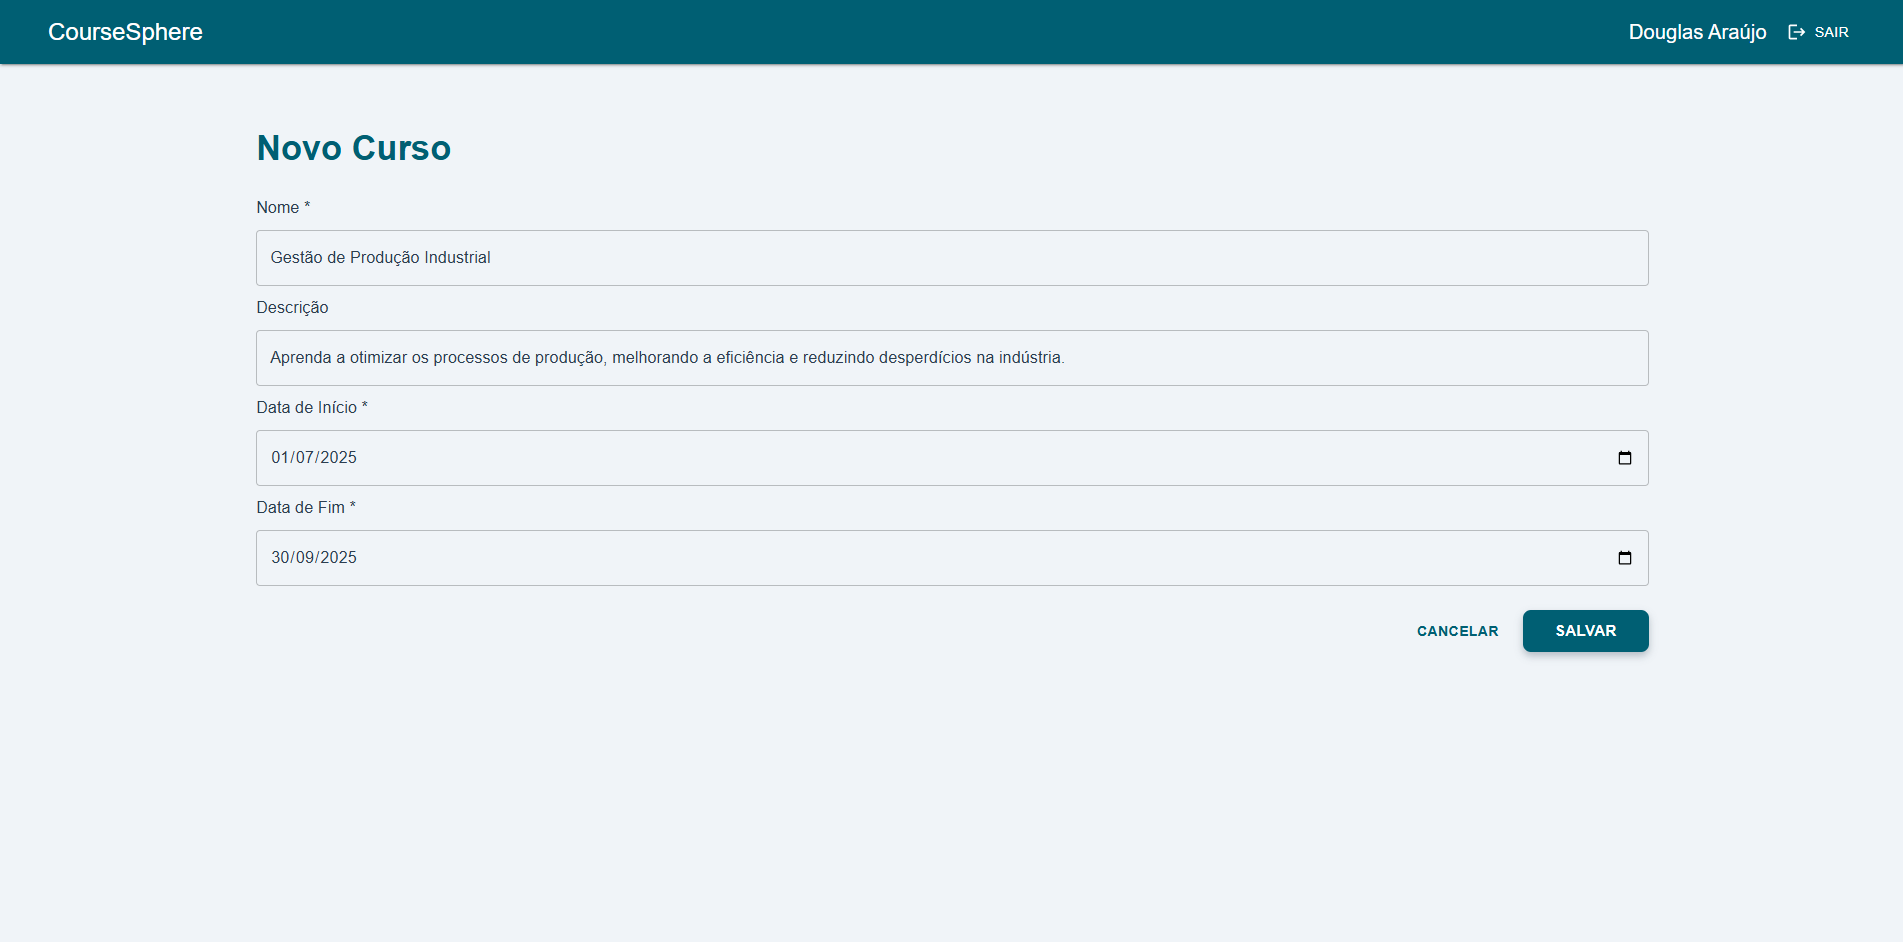 CourseSphere
Douglas Araújo SAIR
Novo Curso
Nome *
Gestão de Produção Industrial
Descrição
Aprenda a otimizar os processos de produção, melhorando a eficiência e reduzindo desperdícios na indústria.
Data de Início *
01/07/2025
Data de Fim *
30/09/2025
CANCELAR SALVAR